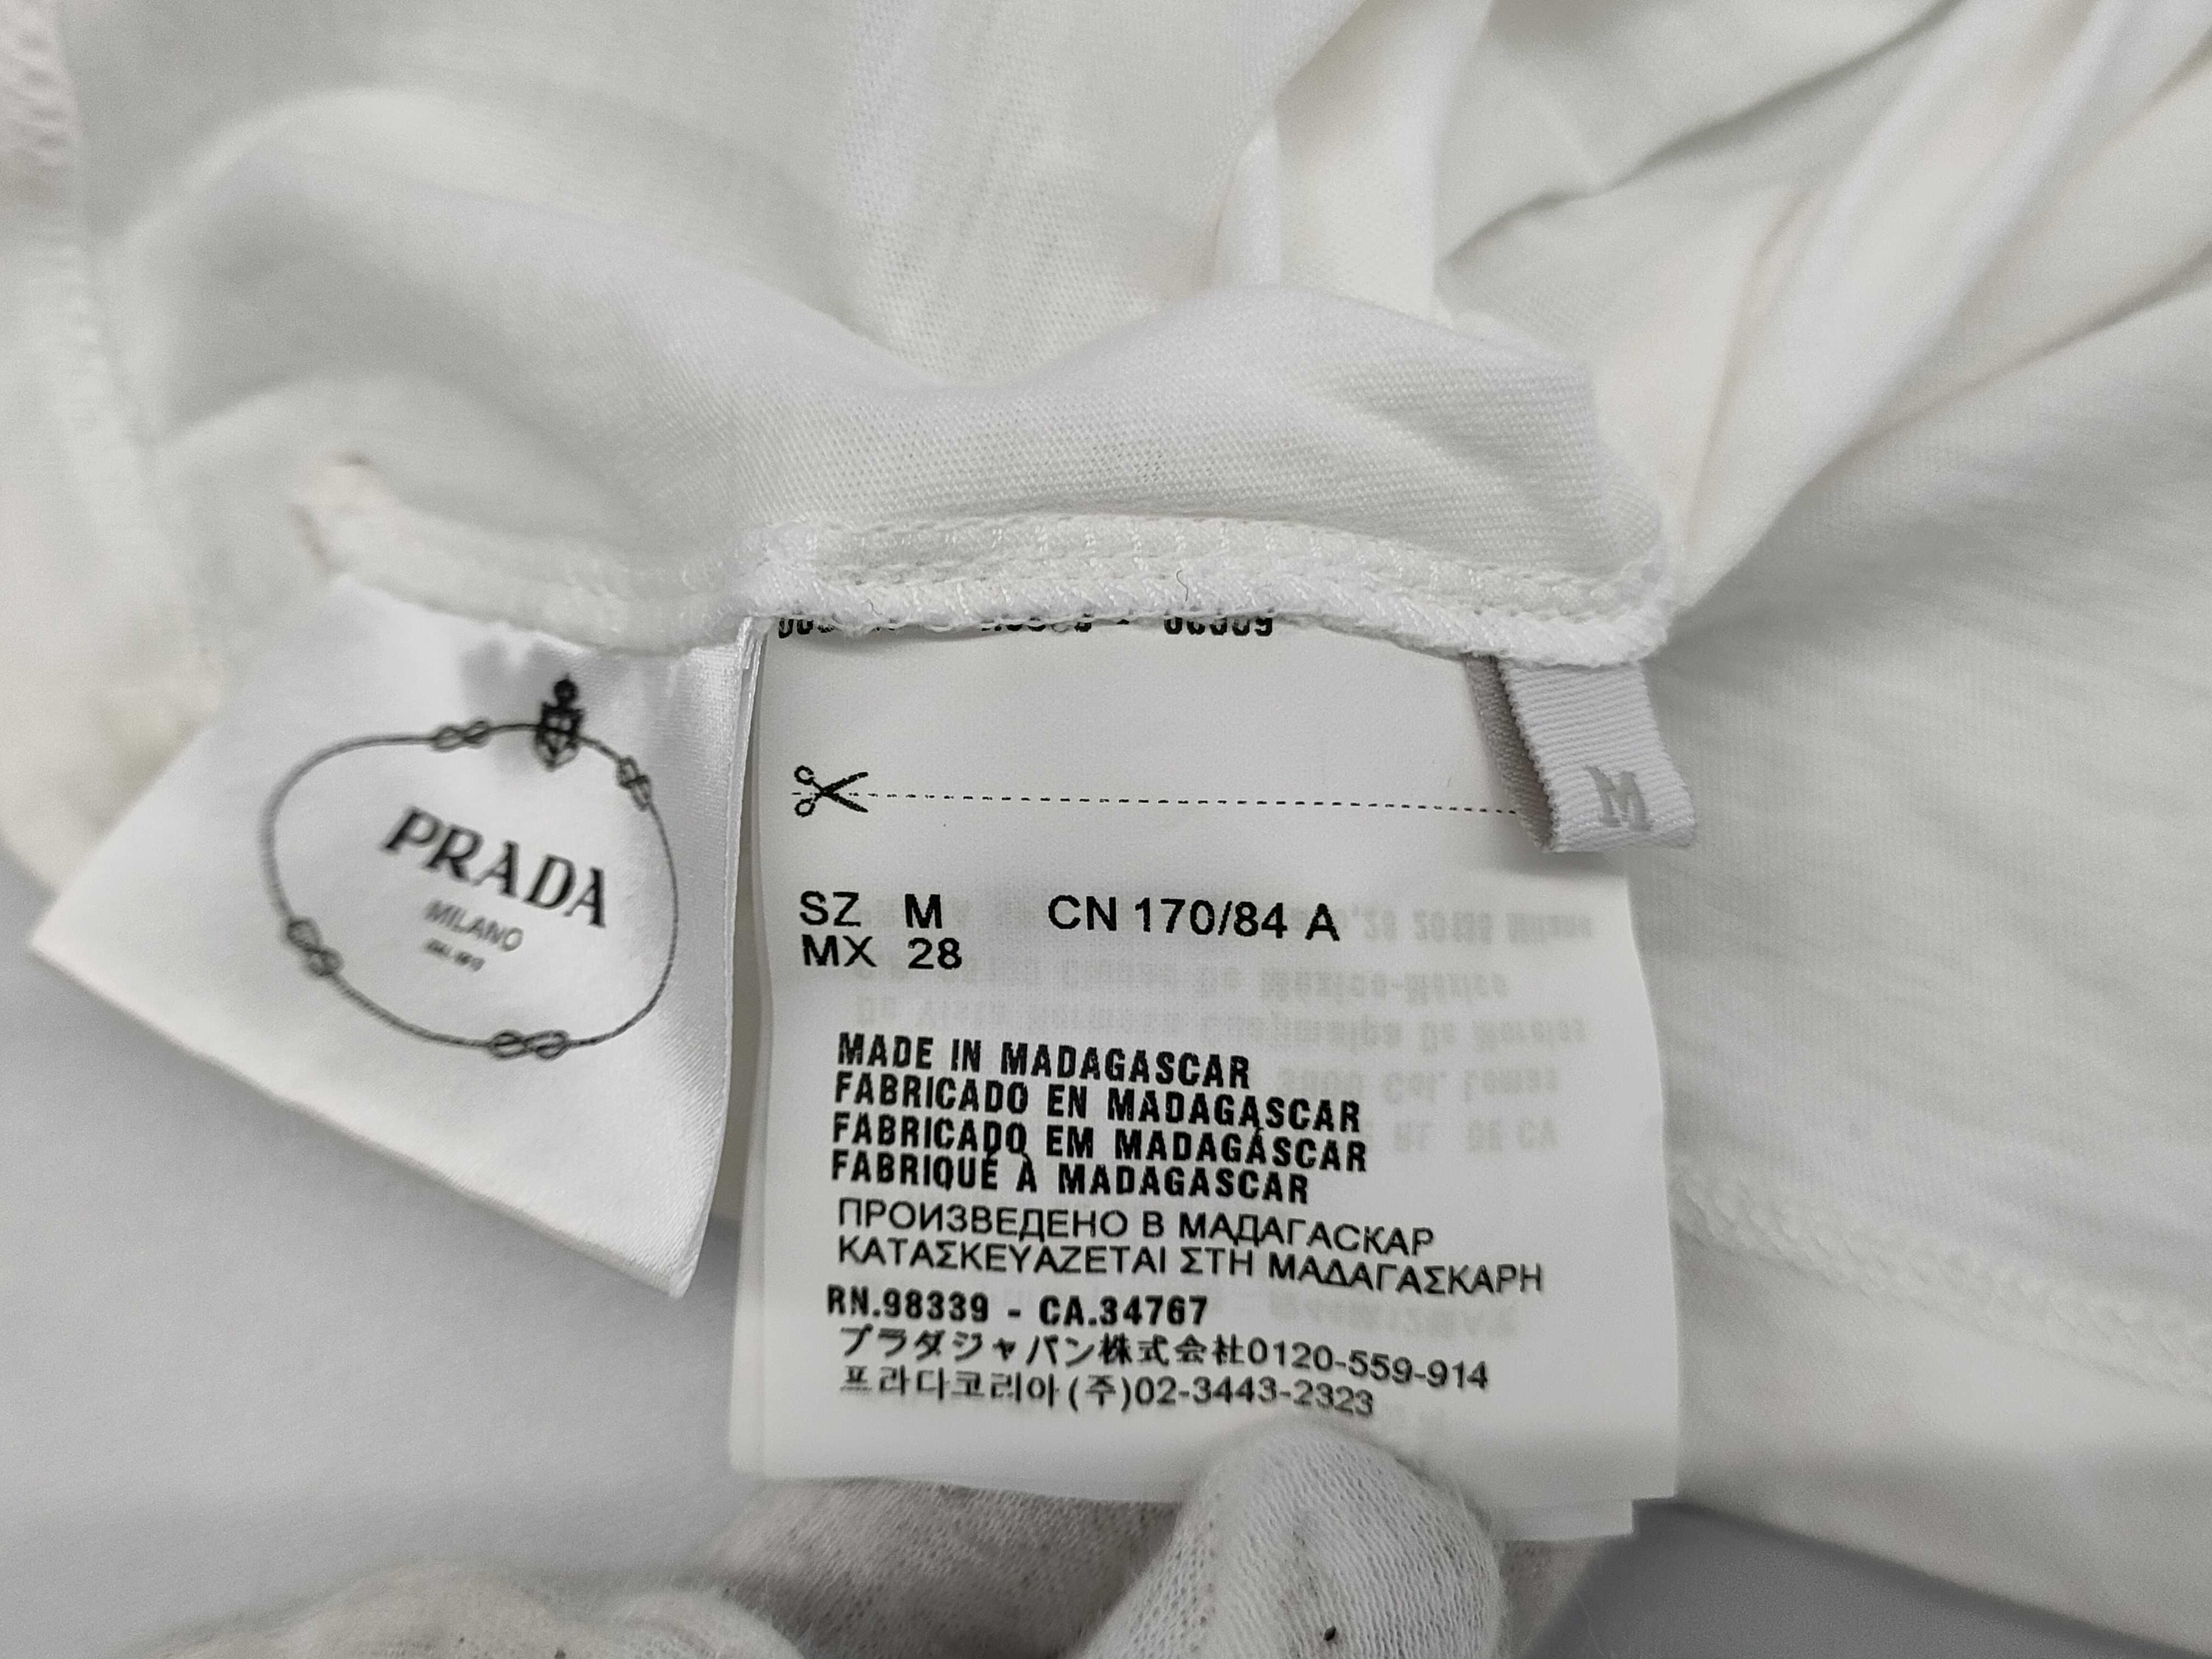 PRADA
MILANO
M
SZ M CN 170/84 A
MX 28
MADE IN MADAGASCAR
FABRICADO EN MADAGASCAR
FABRICADO EM MADAGÁSCAR
FABRIQUÉ À MADAGASCAR
ПРОИЗВЕДЕНО В МАДАГАСКАР
ΚΑΤΑΣΚΕΥΑΖΕΤΑΙ ΣΤΗ ΜΑΔΑΓΑΣΚΑΡΗ
RN.98339 - CA.34767
プラダジャパン株式会社0120-559-914
프라다코리아(주)02-3443-2323